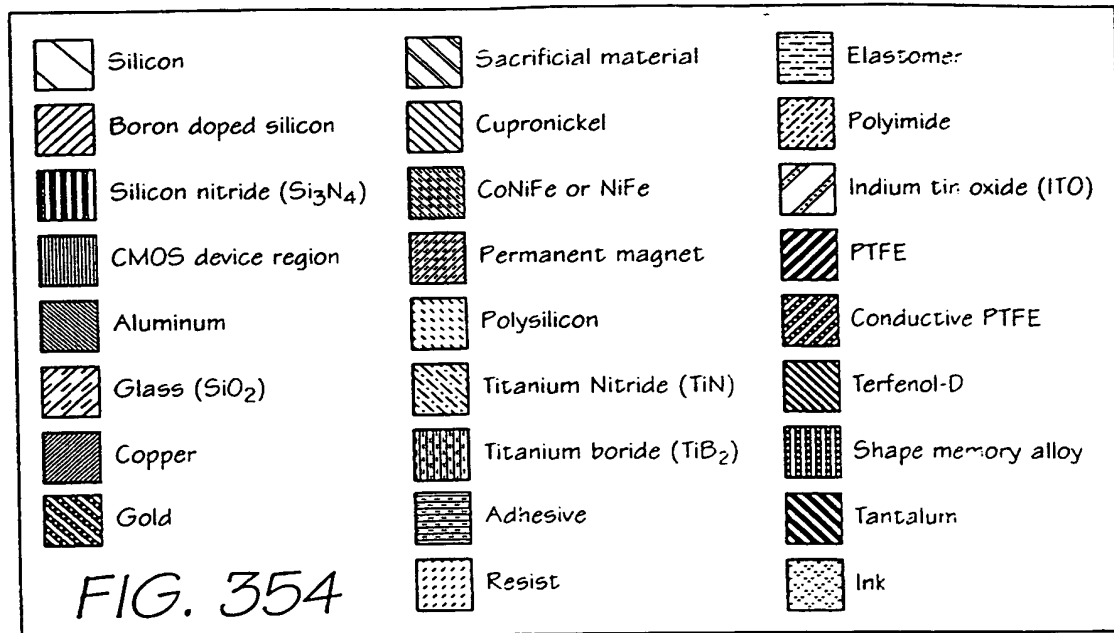 Silicon
Boron doped silicon
Silicon nitride (Si₃N₄)
CMOS device region
Aluminum
Glass (SiO₂)
Copper
Gold
FIG. 354
Sacrificial material
Cupronickel
CoNiFe or NiFe
Permanent magnet
Polysilicon
Titanium Nitride (TiN)
Titanium boride (TiB₂)
Adhesive
Resist
Elastomer
Polyimide
Indium tin oxide (ITO)
PTFE
Conductive PTFE
Terfenol-D
Shape memory alloy
Tantalum
Ink